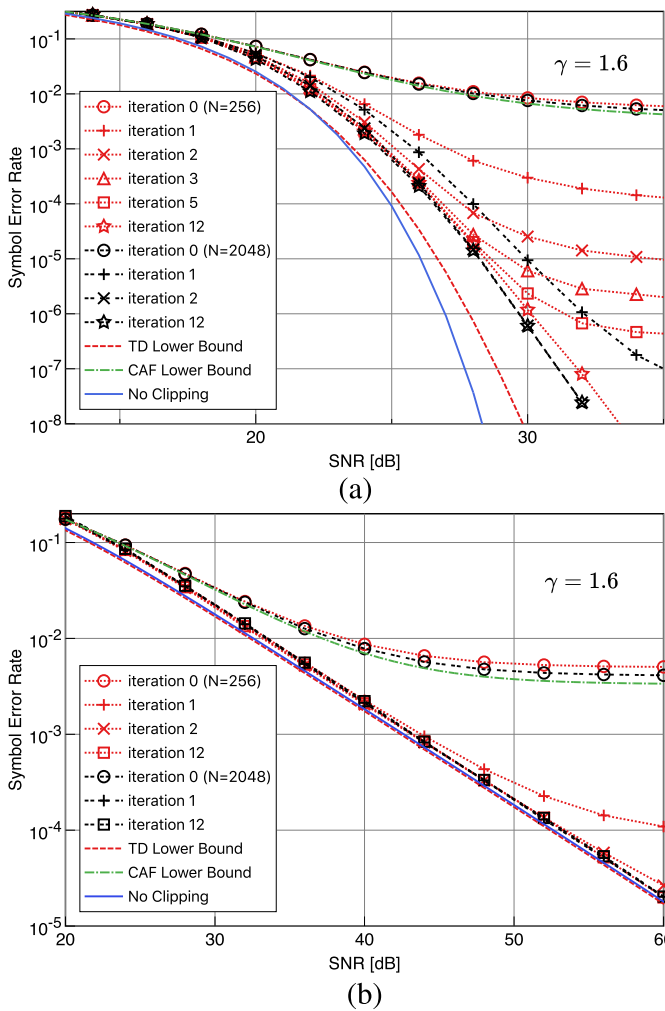 10-1
10-2
10-3
10-4
10-5
10-6
10-7
10-8
Symbol Error Rate
γ = 1.6
iteration 0 (N=256)
iteration 1
iteration 2
iteration 3
iteration 5
iteration 12
iteration 0 (N=2048)
iteration 1
iteration 2
iteration 12
TD Lower Bound
CAF Lower Bound
No Clipping
20 30
SNR [dB]
(a)
10-1
10-2
10-3
10-4
10-5
Symbol Error Rate
γ = 1.6
iteration 0 (N=256)
iteration 1
iteration 2
iteration 12
iteration 0 (N=2048)
iteration 1
iteration 12
TD Lower Bound
CAF Lower Bound
No Clipping
20 30 40 50 60
SNR [dB]
(b)